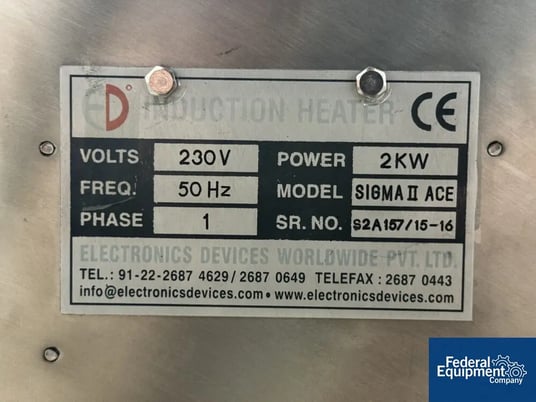 ED INDUCTION HEATER CE
VOLTS 230V POWER 2KW
FREQ. 50 Hz MODEL SIGMA II ACE
PHASE 1 SR. NO. S2A157/15-16
ELECTRONICS DEVICES WORLDWIDE PVT. LTD.
TEL.: 91-22-2687 4629/2687 0649 TELEFAX : 2687 0443
info@electronicsdevices.com • www.electronicsdevices.com
Federal
Equipment
Company